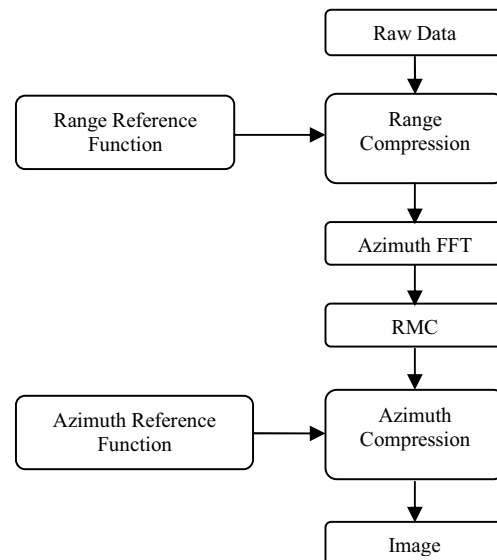 Raw Data
Range Reference
Function
Range
Compression
Azimuth FFT
RMC
Azimuth Reference
Function
Azimuth
Compression
Image